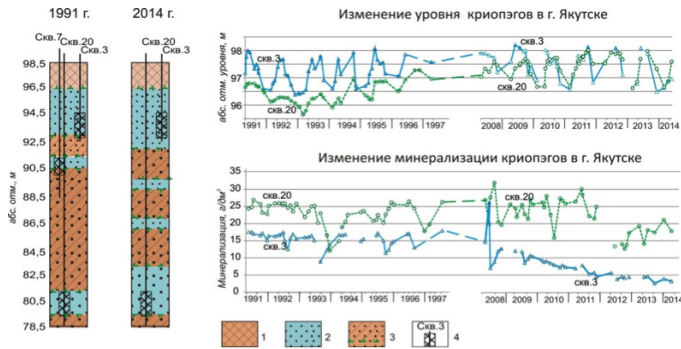 1991 г.
2014 г.
Скв.7
Скв.20
Скв.3
Скв.20
Скв.3
98,5
96,5
94,5
92,5
90,5
88,5
86,5
84,5
82,5
80,5
78,5
абс. отм., м
Изменение уровня криопэгов в г. Якутске
абс. отм. уровня, м
98
97
96
скв.3
скв.20
скв.3
скв.20
1991 1992 1993 1994 1995 1996 1997
2008 2009 2010 2011 2012 2013 2014
Изменение минерализации криопэгов в г. Якутске
Минерализация, г/дм³
35
30
25
20
15
10
5
0
скв.20
скв.3
скв.20
скв.3
1991 1992 1993 1994 1995 1996 1997
2008 2009 2010 2011 2012 2013 2014
1
2
3
Скв.3
4